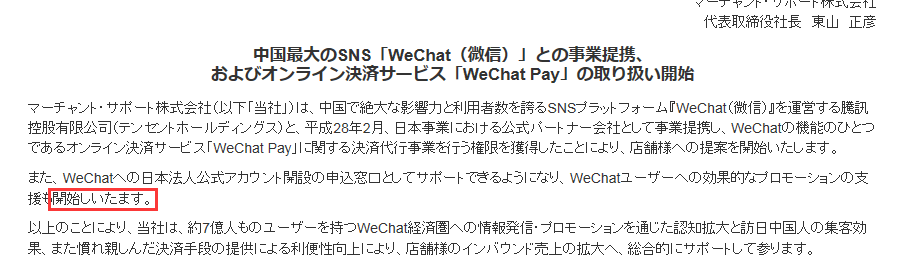 マーチャント・サポート株式会社
代表取締役社長　東山　正彦
中国最大のSNS「WeChat（微信）」との事業提携、
およびオンライン決済サービス「WeChat Pay」の取り扱い開始
マーチャント・サポート株式会社（以下「当社」）は、中国で絶大な影響力と利用者数を誇るSNSプラットフォーム『WeChat（微信）』を運営する騰訊
控股有限公司（テンセントホールディングス）と、平成28年2月、日本事業における公式パートナー会社として事業提携し、WeChatの機能のひとつ
であるオンライン決済サービス「WeChat Pay」に関する決済代行事業を行う権限を獲得したことにより、店舗様への提案を開始いたします。
また、WeChatへの日本法人公式アカウント開設の申込窓口としてサポートできるようになり、WeChatユーザーへの効果的なプロモーションの支
援も開始しいたます。
以上のことにより、当社は、約7億人ものユーザーを持つWeChat経済圏への情報発信・プロモーションを通じた認知拡大と訪日中国人の集客効
果、また慣れ親しんだ決済手段の提供による利便性向上により、店舗様のインバウンド売上の拡大へ、総合的にサポートして参ります。